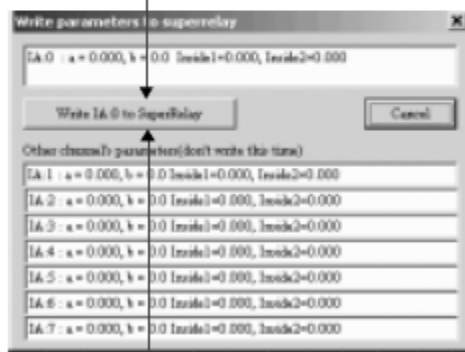 Write parameters to superrelay
IA:0 : a = 0.000, b = 0.0 Inside1=0.000, Inside2=0.000
Write IA:0 to SuperRelay
Cancel
Other channel's parameters(don't write this time)
IA:1 : a = 0.000, b = 0.0 Inside1=0.000, Inside2=0.000
IA:2 : a = 0.000, b = 0.0 Inside1=0.000, Inside2=0.000
IA:3 : a = 0.000, b = 0.0 Inside1=0.000, Inside2=0.000
IA:4 : a = 0.000, b = 0.0 Inside1=0.000, Inside2=0.000
IA:5 : a = 0.000, b = 0.0 Inside1=0.000, Inside2=0.000
IA:6 : a = 0.000, b = 0.0 Inside1=0.000, Inside2=0.000
IA:7 : a = 0.000, b = 0.0 Inside1=0.000, Inside2=0.000